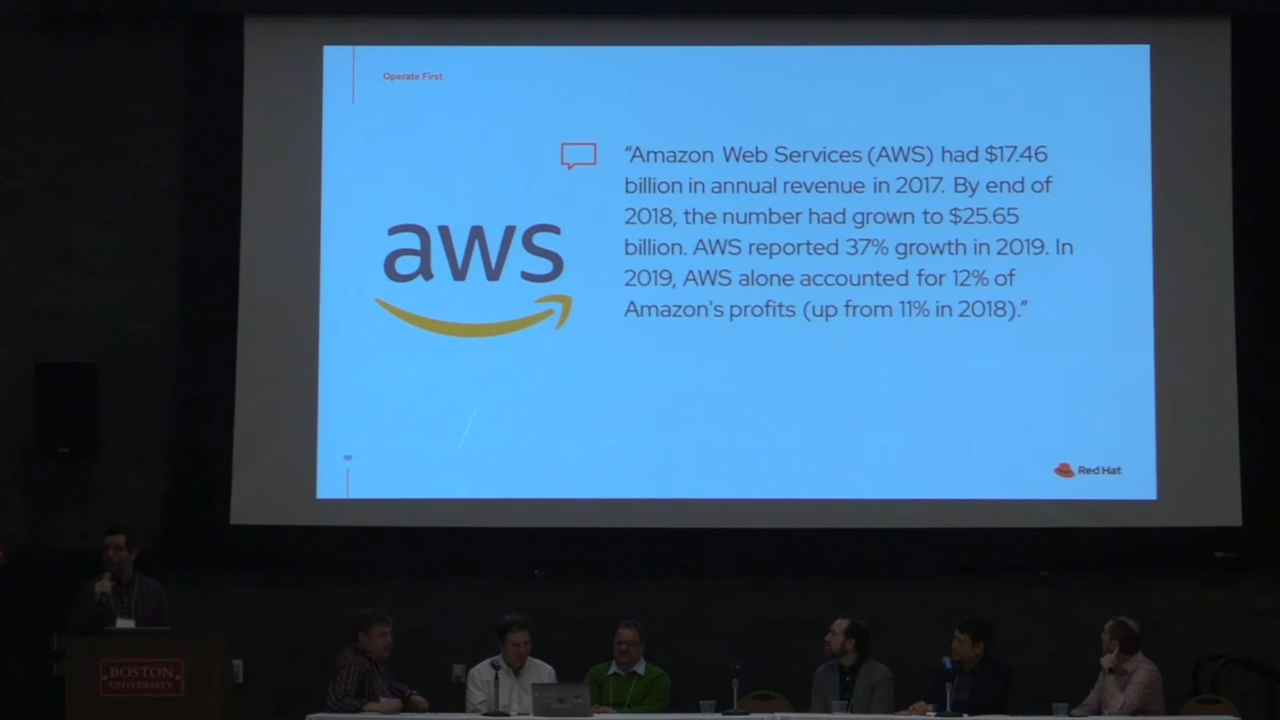 Operate First
“Amazon Web Services (AWS) had $17.46
billion in annual revenue in 2017. By end of
2018, the number had grown to $25.65
billion. AWS reported 37% growth in 2019. In
2019, AWS alone accounted for 12% of
Amazon's profits (up from 11% in 2018).”
aws
Red Hat
BOSTON
UNIVERSITY